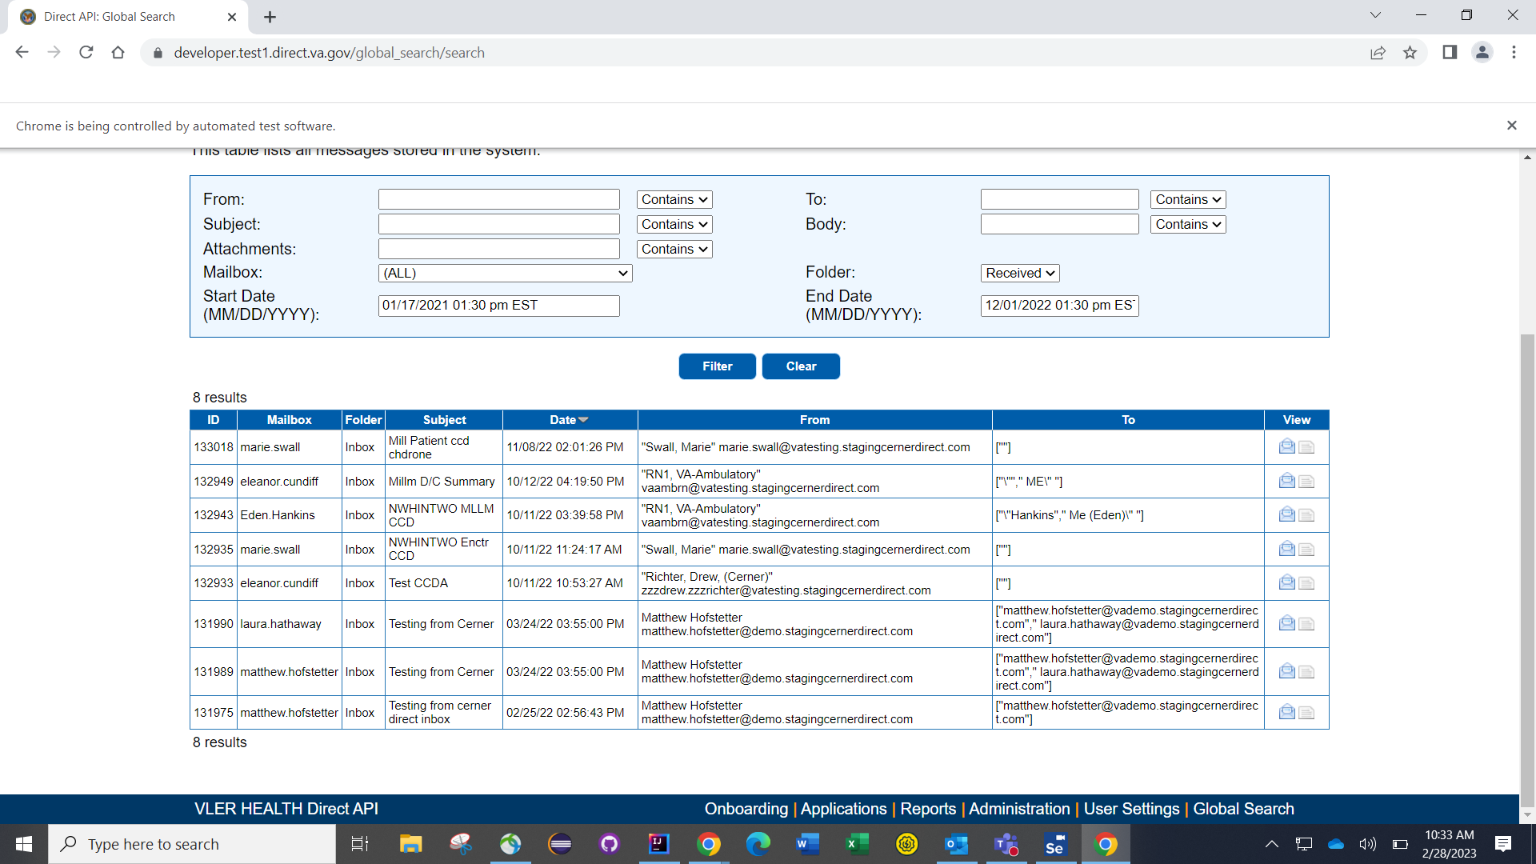 Direct API: Global Search
developer.test1.direct.va.gov/global_search/search
Chrome is being controlled by automated test software.
This table lists all messages stored in the system.
From: Contains To: Contains
Subject: Contains Body: Contains
Attachments: Contains
Mailbox: (ALL) Folder: Received
Start Date
(MM/DD/YYYY): 01/17/2021 01:30 pm EST
End Date
(MM/DD/YYYY): 12/01/2022 01:30 pm ES
Filter Clear
8 results
ID Mailbox Folder Subject Date From To View
133018 marie.swall Inbox Mill Patient ccd
chdrone
11/08/22 02:01:26 PM "Swall, Marie" marie.swall@vatesting.stagingcernerdirect.com [""]
132949 eleanor.cundiff Inbox Millm D/C Summary 10/12/22 04:19:50 PM "RN1, VA-Ambulatory"
vaambrn@vatesting.stagingcernerdirect.com
["\""," ME\" "]
132943 Eden.Hankins Inbox NWHINTWO MLLM
CCD
10/11/22 03:39:58 PM "RN1, VA-Ambulatory"
vaambrn@vatesting.stagingcernerdirect.com
["\"Hankins"," Me (Eden)\" "]
132935 marie.swall Inbox NWHINTWO Enctr
CCD
10/11/22 11:24:17 AM "Swall, Marie" marie.swall@vatesting.stagingcernerdirect.com [""]
132933 eleanor.cundiff Inbox Test CCDA 10/11/22 10:53:27 AM "Richter, Drew, (Cerner)"
zzzdrew.zzzrichter@vatesting.stagingcernerdirect.com
[""]
131990 laura.hathaway Inbox Testing from Cerner 03/24/22 03:55:00 PM Matthew Hofstetter
matthew.hofstetter@demo.stagingcernerdirect.com
["matthew.hofstetter@vademo.stagingcernerdirec
t.com"," laura.hathaway@vademo.stagingcernerd
irect.com"]
131989 matthew.hofstetter Inbox Testing from Cerner 03/24/22 03:55:00 PM Matthew Hofstetter
matthew.hofstetter@demo.stagingcernerdirect.com
["matthew.hofstetter@vademo.stagingcernerdirec
t.com"," laura.hathaway@vademo.stagingcernerd
irect.com"]
131975 matthew.hofstetter Inbox Testing from cerner
direct inbox
02/25/22 02:56:43 PM Matthew Hofstetter
matthew.hofstetter@demo.stagingcernerdirect.com
["matthew.hofstetter@vademo.stagingcernerdirec
t.com"]
8 results
VLER HEALTH Direct API Onboarding | Applications | Reports | Administration | User Settings | Global Search
Type here to search
10:33 AM
2/28/2023